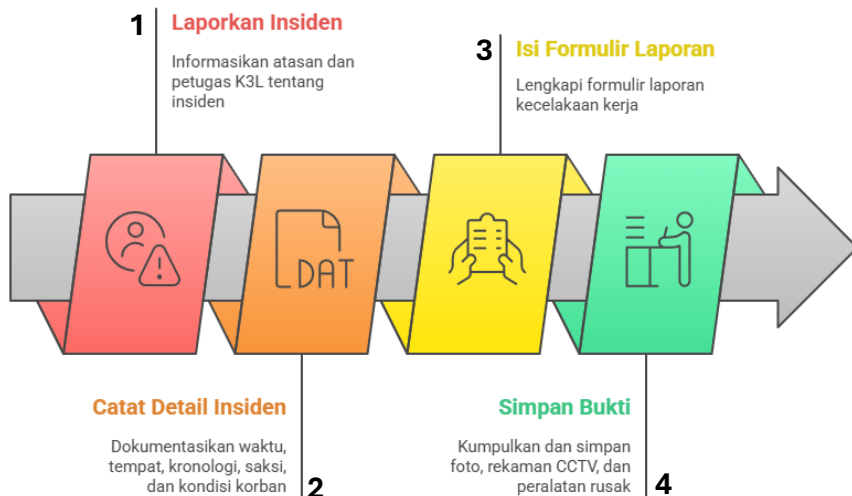 1
Laporkan Insiden
Informasikan atasan dan
petugas K3L tentang
insiden
DAT
Catat Detail Insiden
Dokumentasikan waktu,
tempat, kronologi, saksi,
dan kondisi korban
2
3
Isi Formulir Laporan
Lengkapi formulir laporan
kecelakaan kerja
Simpan Bukti
Kumpulkan dan simpan
foto, rekaman CCTV, dan
peralatan rusak
4